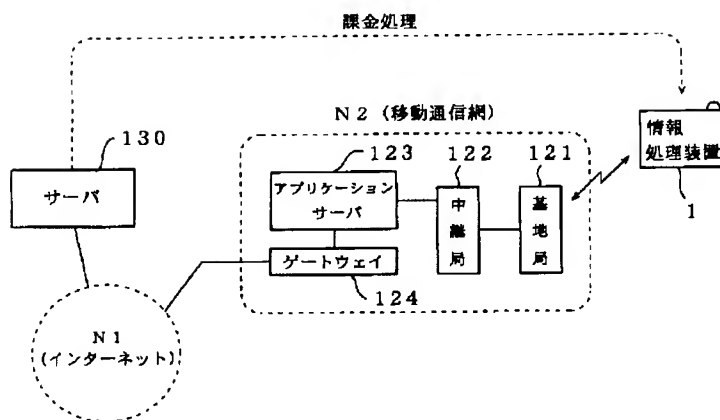 課金処理
N2(移動通信網)
情報
処理装置
1
130
サーバ
123
アプリケーション
サーバ
122
中継局
121
基地局
ゲートウェイ
124
N1
(インターネット)